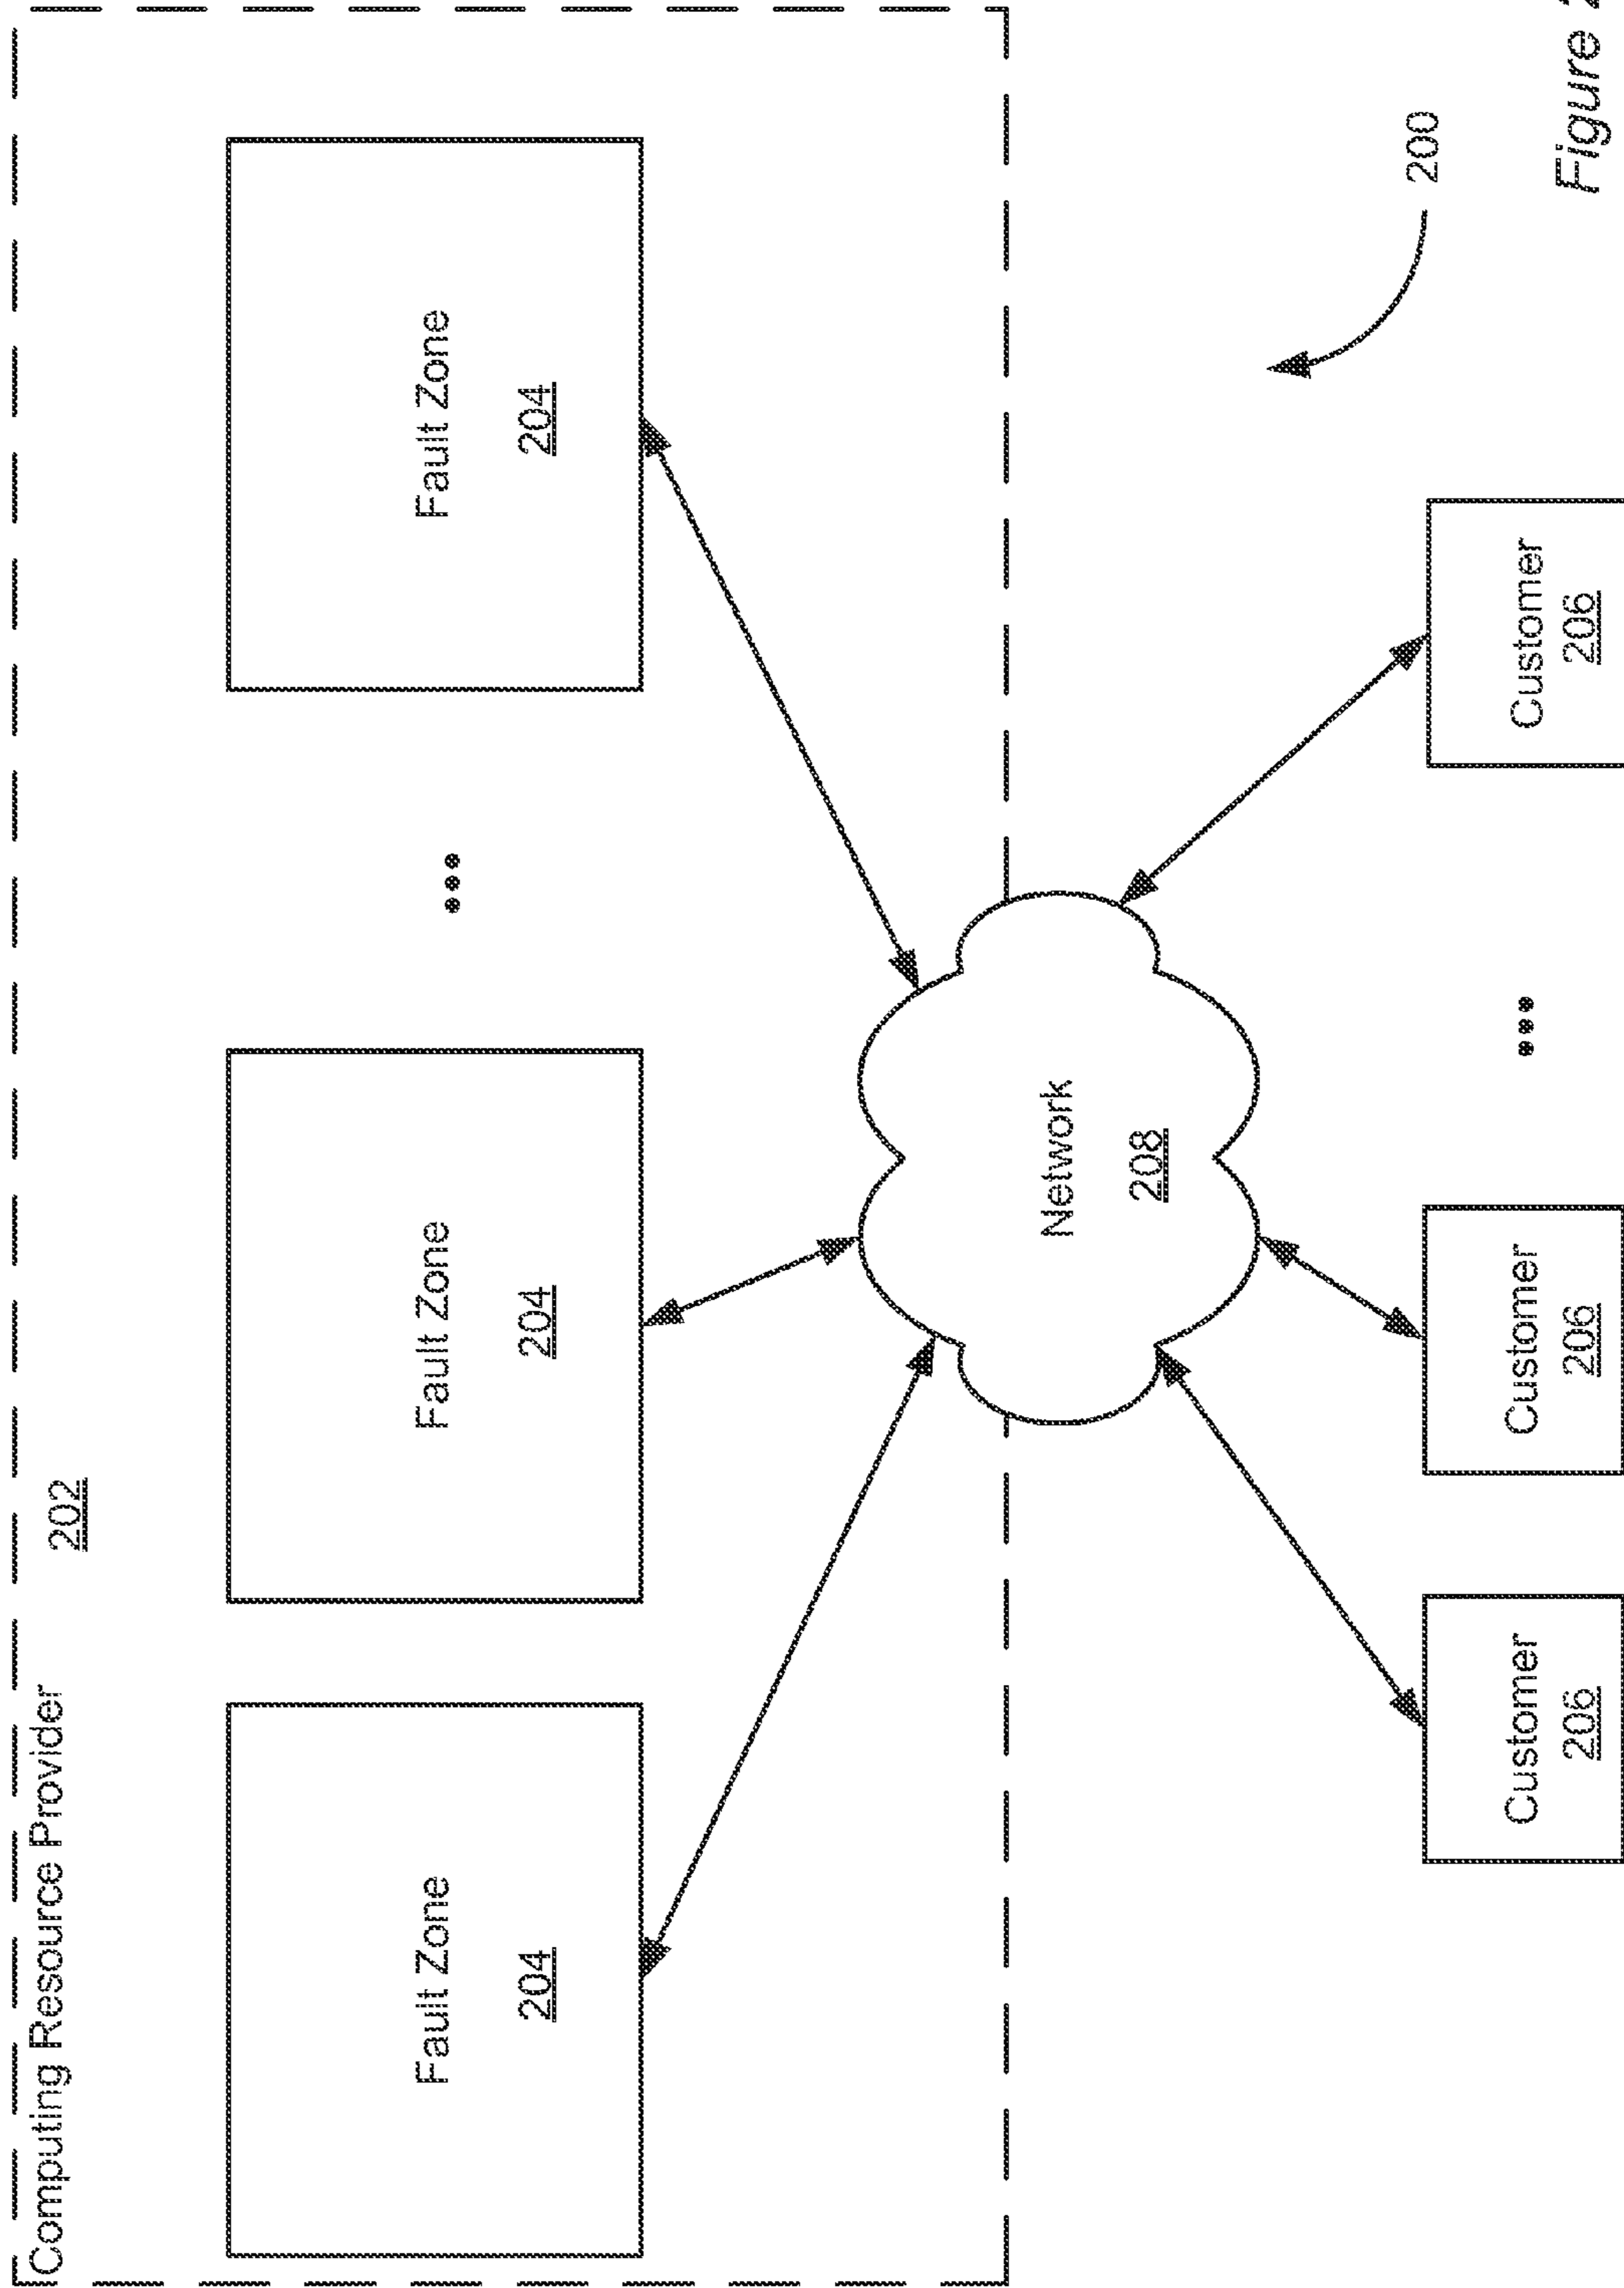 Computing Resource Provider
202
Fault Zone
204
Fault Zone
204
•••
Fault Zone
204
Network
208
Customer
206
Customer
206
•••
Customer
206
200
Figure 2